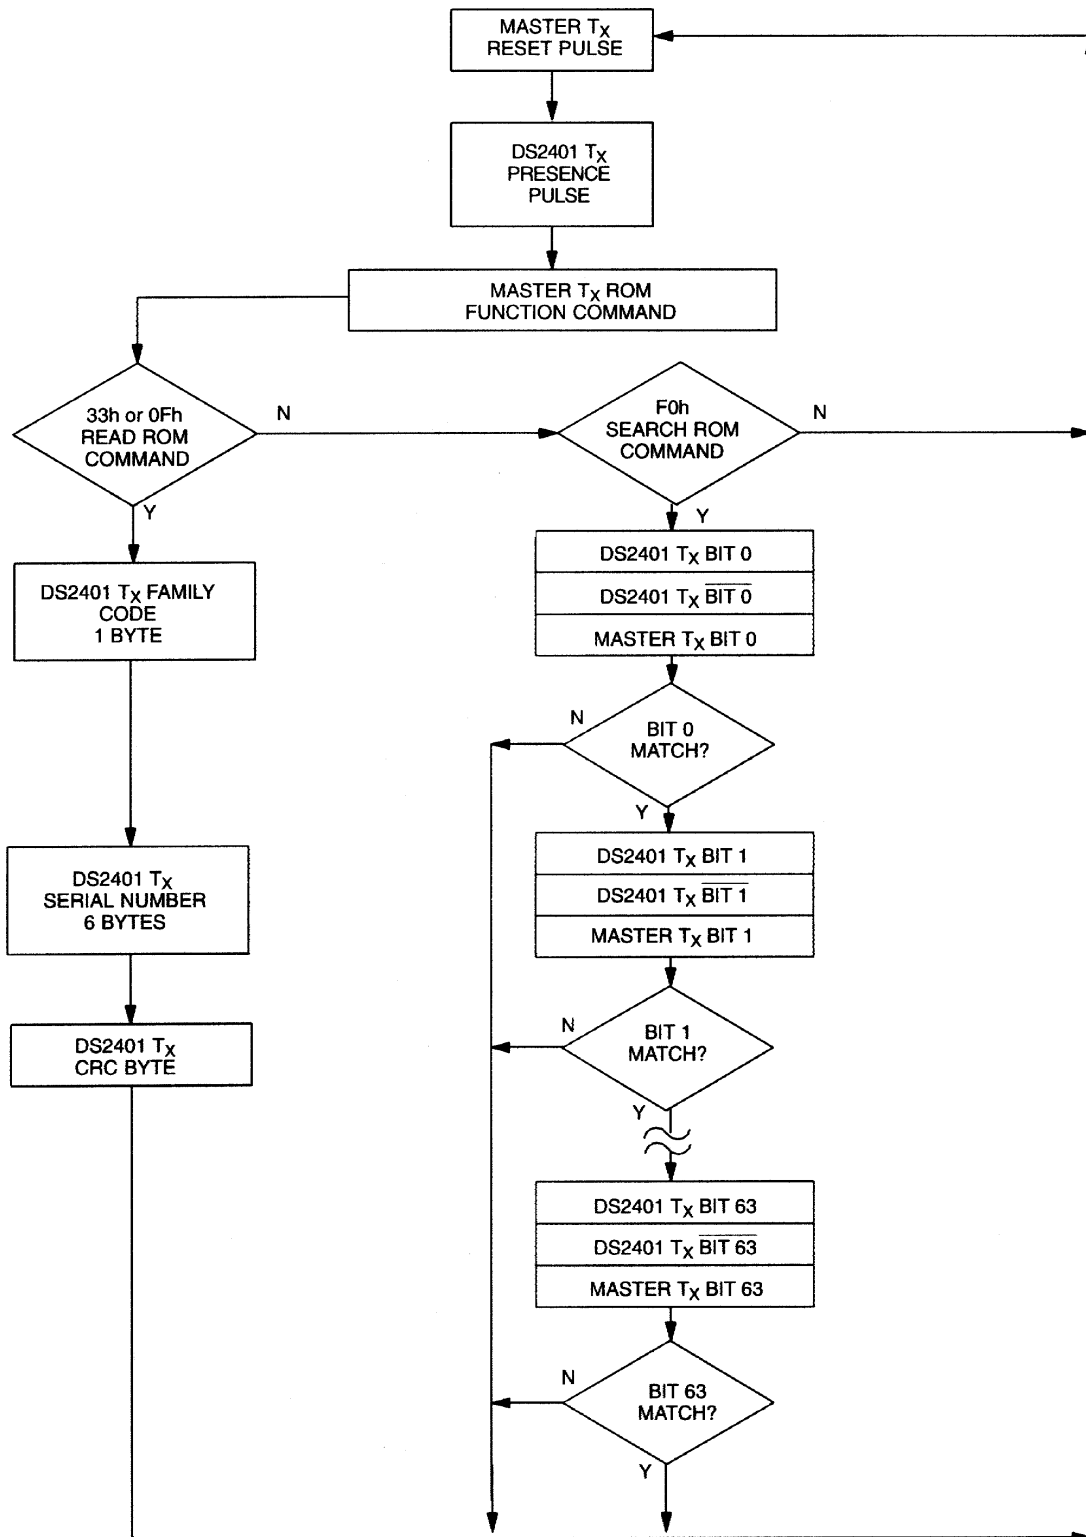 MASTER TX
RESET PULSE
DS2401 TX
PRESENCE
PULSE
MASTER TX ROM
FUNCTION COMMAND
33h or 0Fh
READ ROM
COMMAND
N
Y
F0h
SEARCH ROM
COMMAND
N
Y
DS2401 TX FAMILY
CODE
1 BYTE
DS2401 TX
SERIAL NUMBER
6 BYTES
DS2401 TX
CRC BYTE
DS2401 TX BIT 0
DS2401 TX BIT 0
MASTER TX BIT 0
N
BIT 0
MATCH?
Y
DS2401 TX BIT 1
DS2401 TX BIT 1
MASTER TX BIT 1
N
BIT 1
MATCH?
Y
DS2401 TX BIT 63
DS2401 TX BIT 63
MASTER TX BIT 63
N
BIT 63
MATCH?
Y